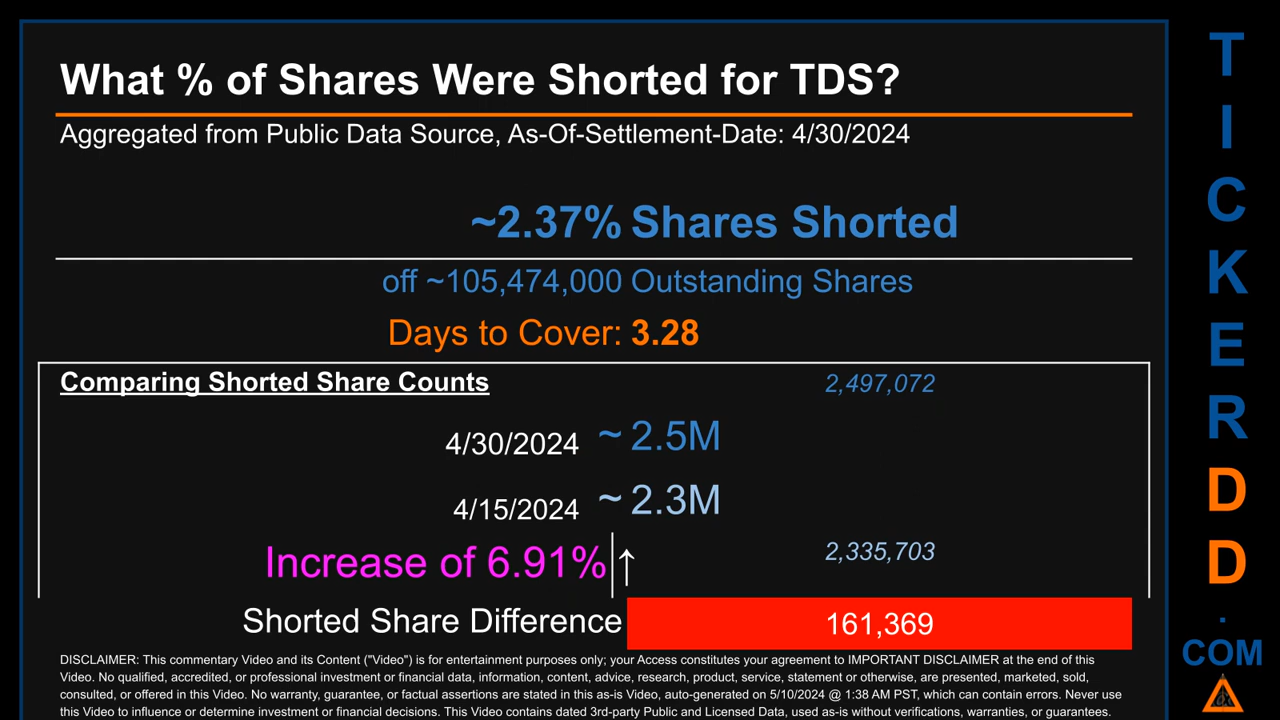 What % of Shares Were Shorted for TDS?
Aggregated from Public Data Source, As-Of-Settlement-Date: 4/30/2024
~2.37% Shares Shorted
off ~105,474,000 Outstanding Shares
Days to Cover: 3.28
Comparing Shorted Share Counts 2,497,072
4/30/2024 ~ 2.5M
4/15/2024 ~ 2.3M
Increase of 6.91% ↑ 2,335,703
Shorted Share Difference 161,369
DISCLAIMER: This commentary Video and its Content ("Video") is for entertainment purposes only; your Access constitutes your agreement to IMPORTANT DISCLAIMER at the end of this
Video. No qualified, accredited, or professional investment or financial data, information, content, advice, research, product, service, statement or otherwise, are presented, marketed, sold,
consulted, or offered in this Video. No warranty, guarantee, or factual assertions are stated in this as-is Video, auto-generated on 5/10/2024 @ 1:38 AM PST, which can contain errors. Never use
this Video to influence or determine investment or financial decisions. This Video contains dated 3rd-party Public and Licensed Data, used as-is without verifications, warranties, or guarantees.
T
I
C
K
E
R
D
D
.
COM